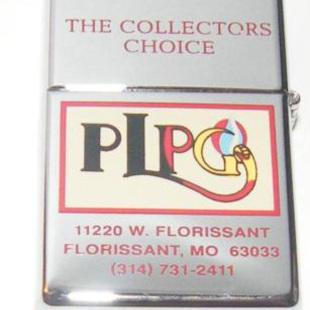 THE COLLECTORS
CHOICE
PLPG
11220 W. FLORISSANT
FLORISSANT, MO 63033
(314) 731-2411